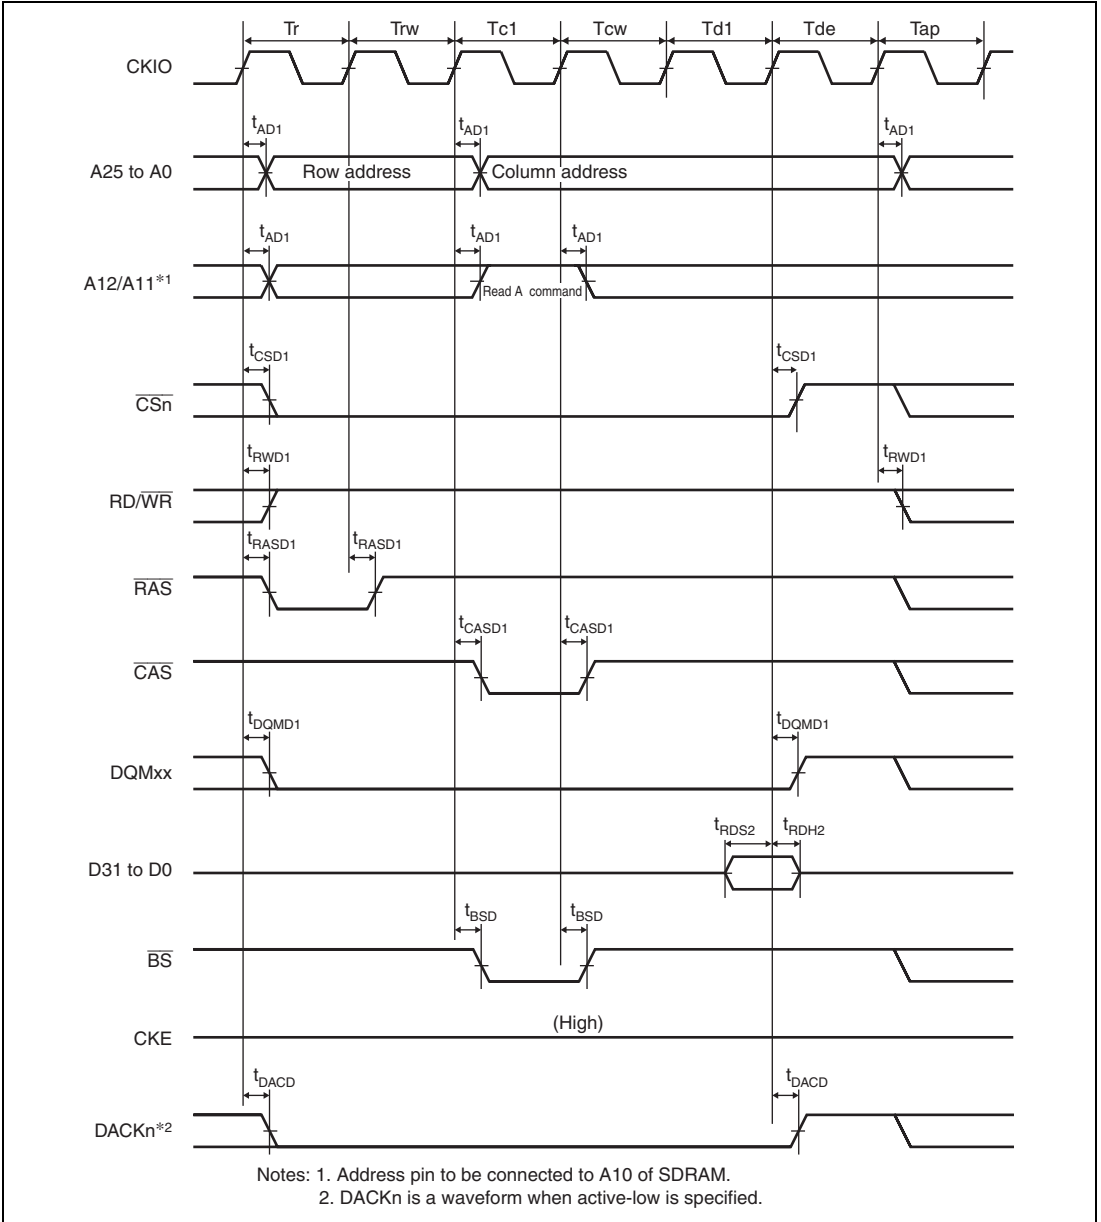 Tr Trw Tc1 Tcw Td1 Tde Tap
CKIO
tAD1 tAD1 tAD1
A25 to A0 Row address Column address
tAD1 tAD1 tAD1
A12/A11*1 Read A command
tCSD1 tCSD1
CSn
tRWD1 tRWD1
RD/WR
tRASD1 tRASD1
RAS
tCASD1 tCASD1
CAS
tDQMD1 tDQMD1
DQMxx
tRDS2 tRDH2
D31 to D0
tBSD tBSD
BS
(High)
CKE
tDACD tDACD
DACKn*2
Notes: 1. Address pin to be connected to A10 of SDRAM.
2. DACKn is a waveform when active-low is specified.